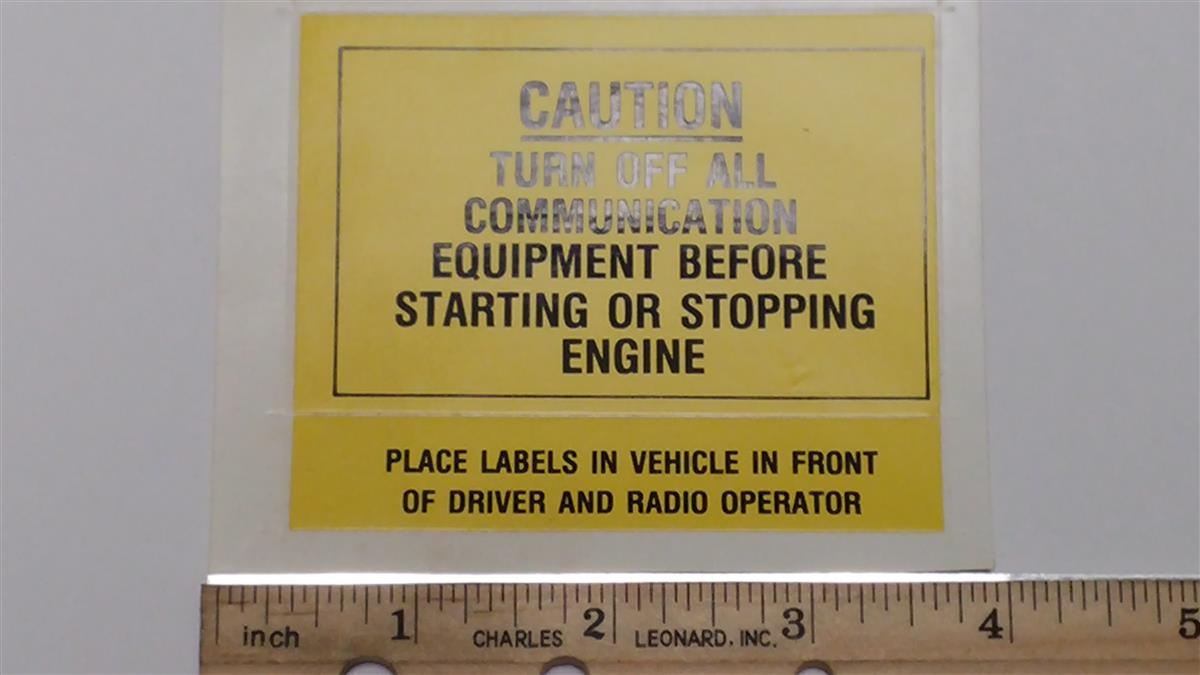 CAUTION
TURN OFF ALL
COMMUNICATION
EQUIPMENT BEFORE
STARTING OR STOPPING
ENGINE
PLACE LABELS IN VEHICLE IN FRONT
OF DRIVER AND RADIO OPERATOR
1 2 3 4 5
inch CHARLES LEONARD, INC.